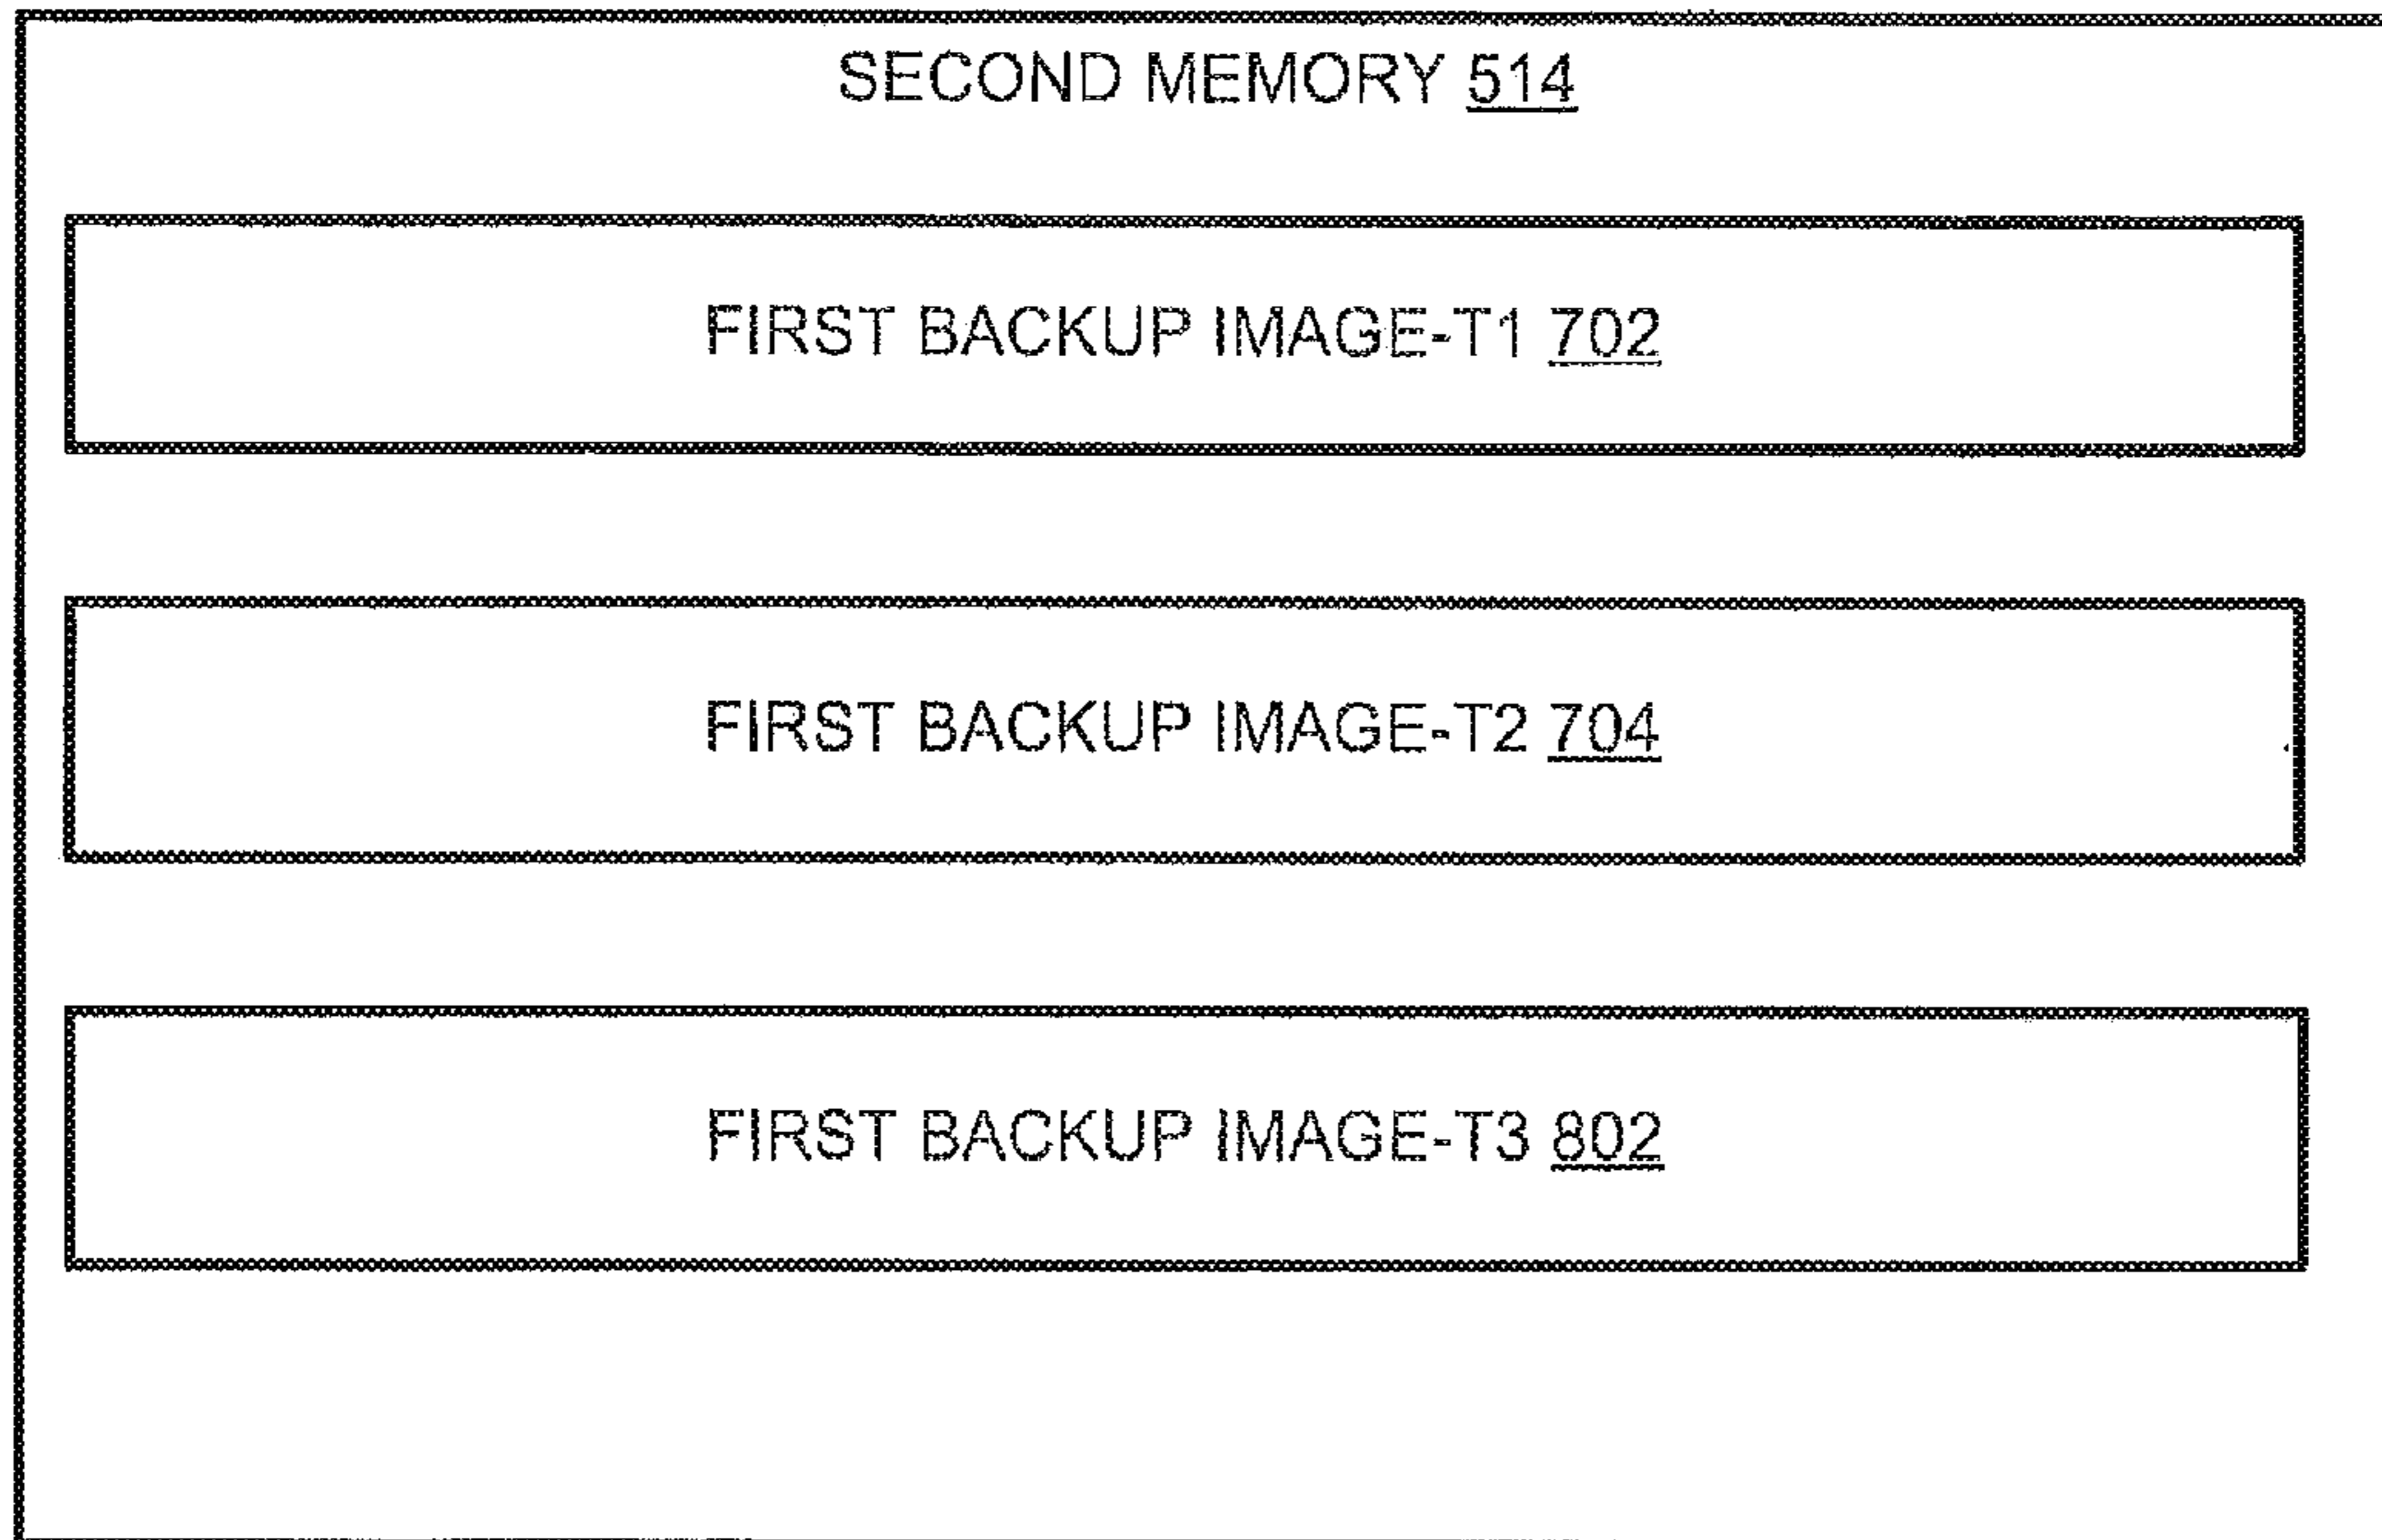 SECOND MEMORY 514
FIRST BACKUP IMAGE-T1 702
FIRST BACKUP IMAGE-T2 704
FIRST BACKUP IMAGE-T3 802